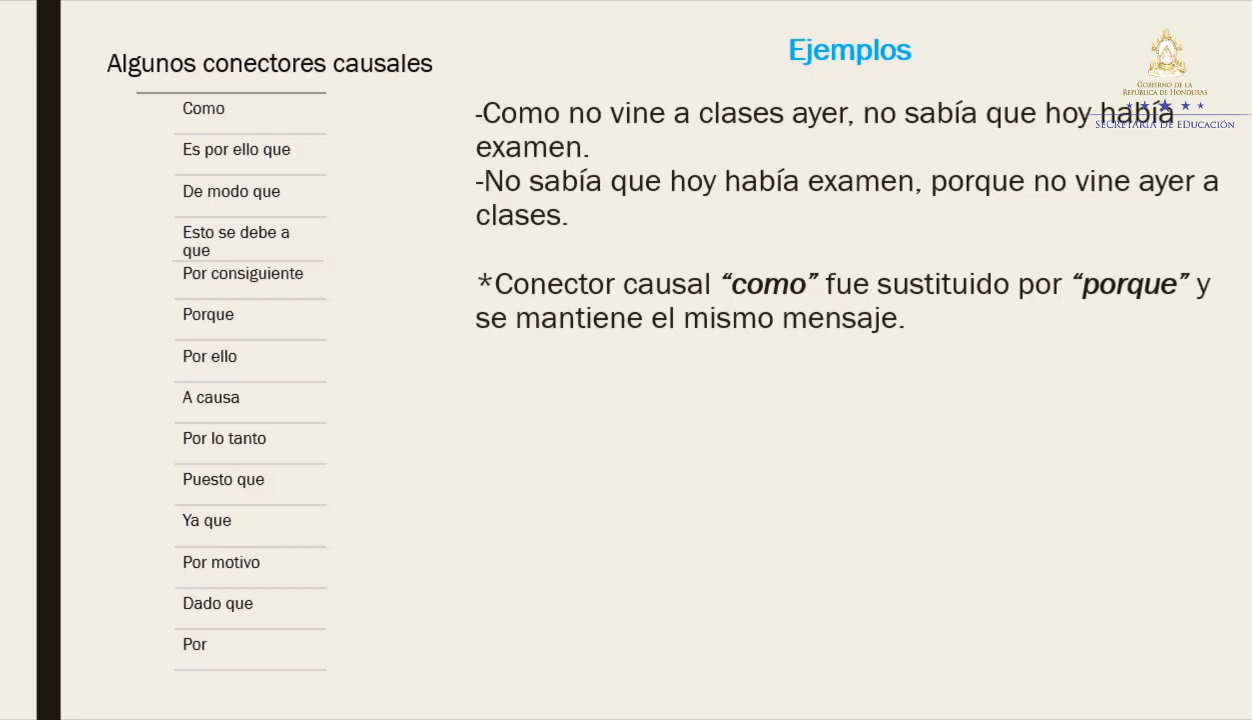 Algunos conectores causales
Como
Es por ello que
De modo que
Esto se debe a
que
Por consiguiente
Porque
Por ello
A causa
Por lo tanto
Puesto que
Ya que
Por motivo
Dado que
Por
Ejemplos
-Como no vine a clases ayer, no sabía que hoy había
examen.
-No sabía que hoy había examen, porque no vine ayer a
clases.
*Conector causal “como” fue sustituido por “porque” y
se mantiene el mismo mensaje.
GOBIERNO DE LA
REPÚBLICA DE HONDURAS
SECRETARÍA DE EDUCACIÓN